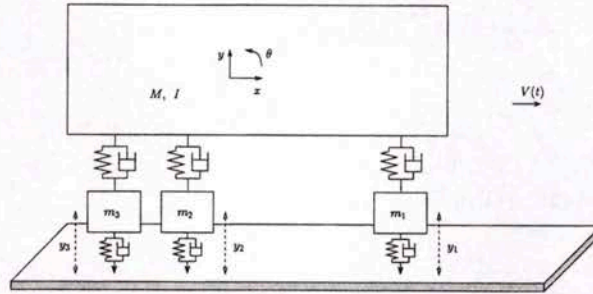 y
θ
x
M, I
V(t)
m₃
m₂
m₁
y₃
y₂
y₁